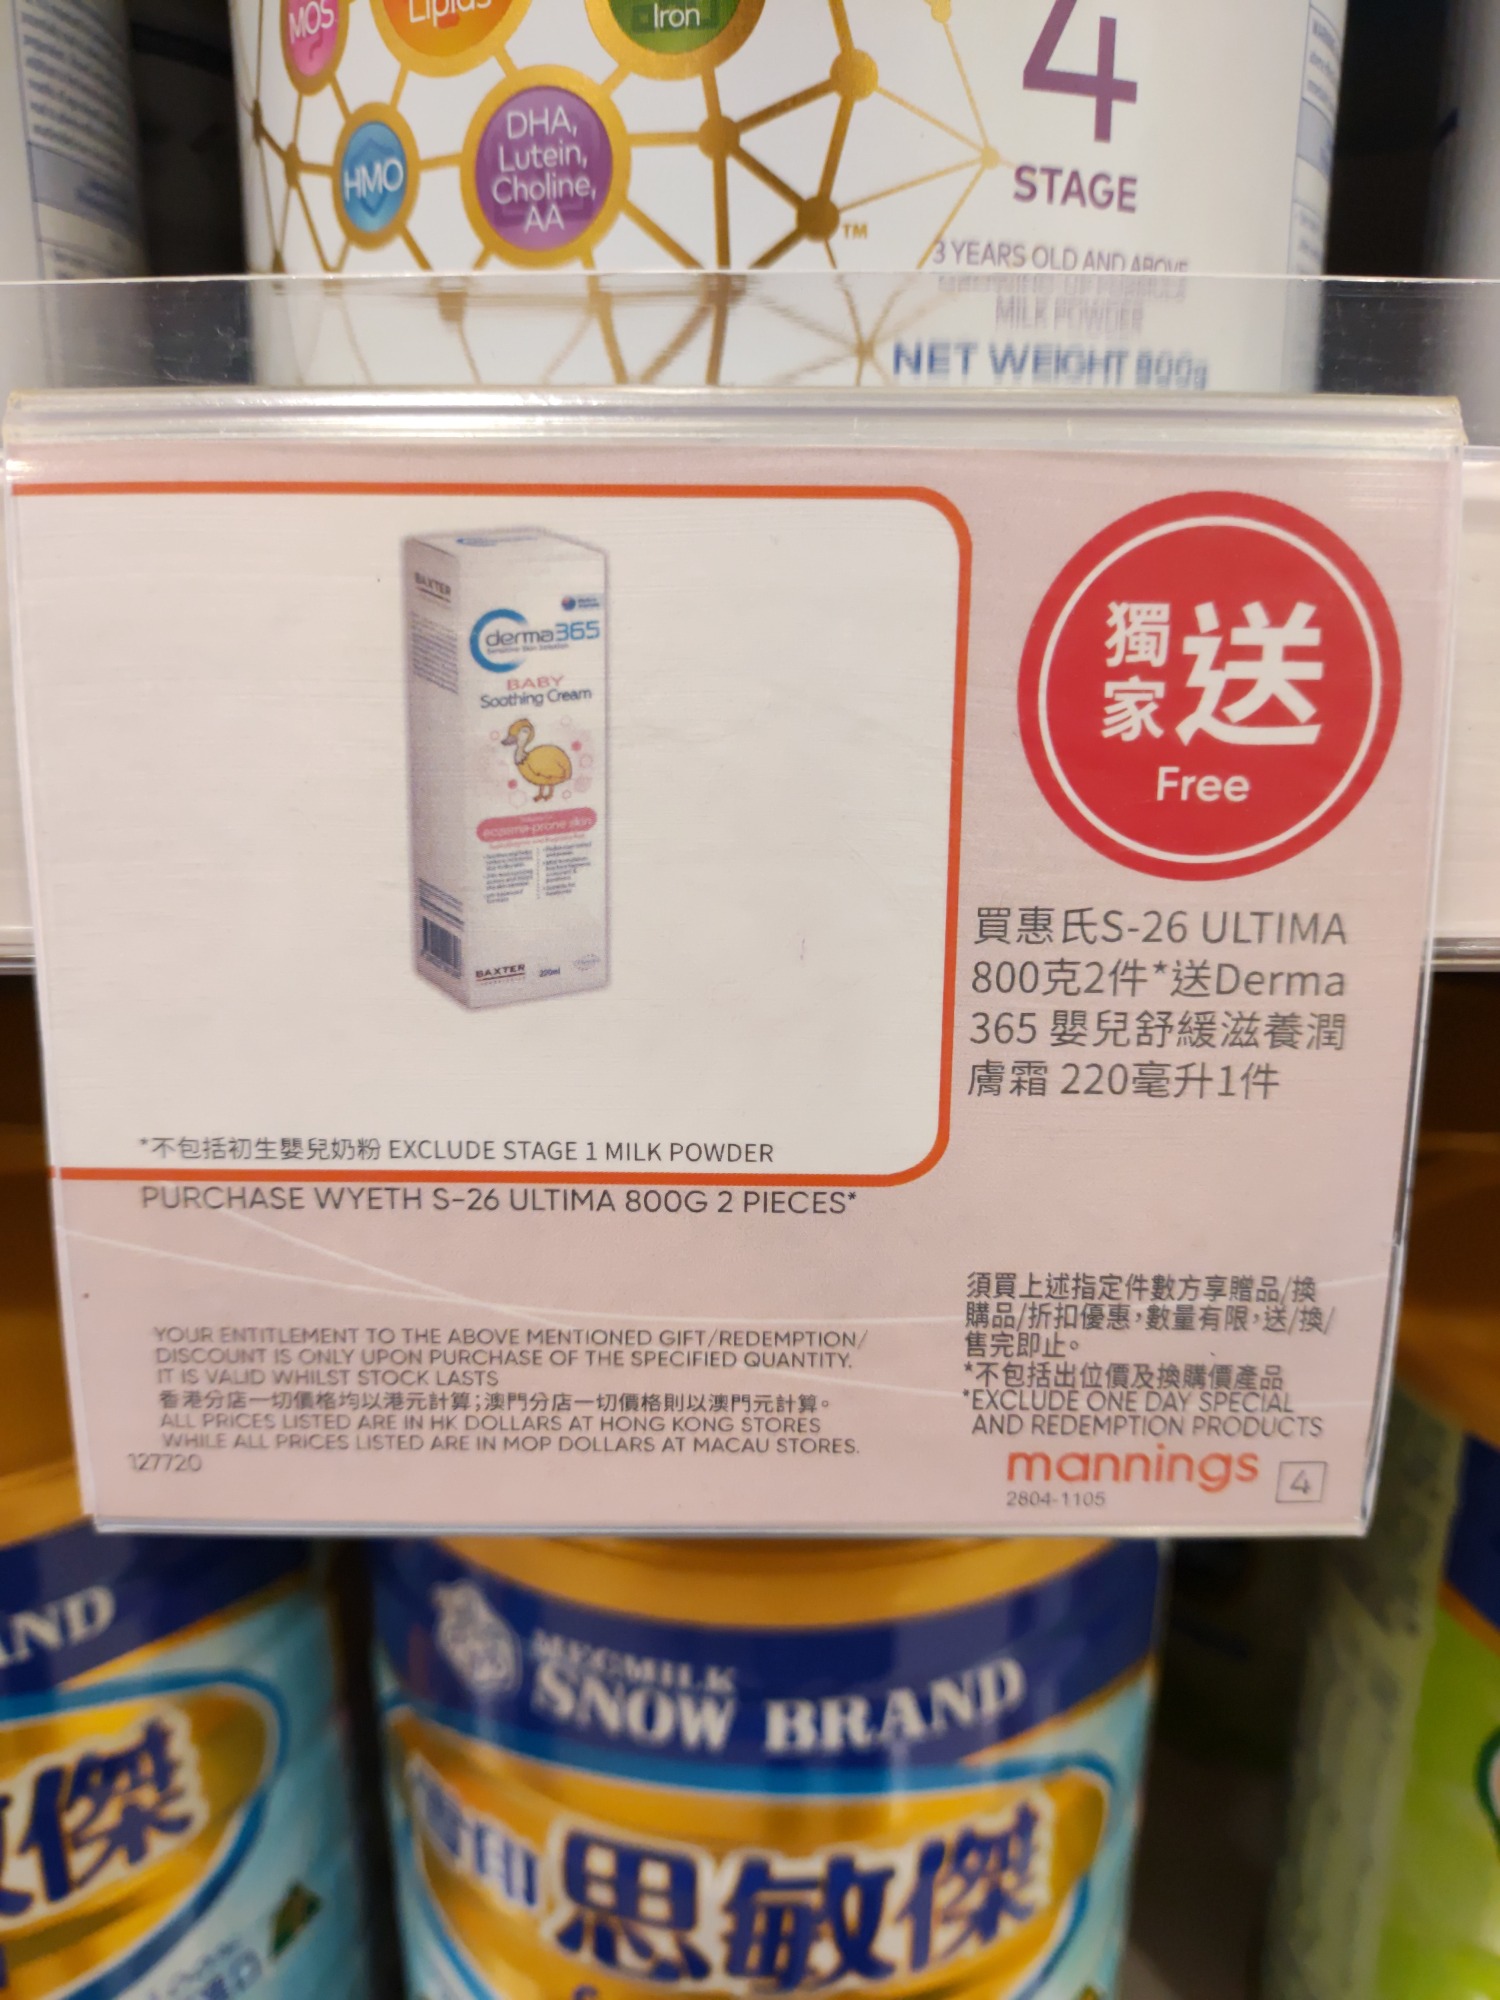 MOS
Lipids
Iron
HMO
DHA,
Lutein,
Choline,
AA
TM
4
STAGE
3 YEARS OLD AND ABOVE
MILK POWDER
NET WEIGHT 800g
BAXTER
derma365
BABY
Soothing Cream
eczema-prone skin
BAXTER
220ml
獨家送
Free
買惠氏S-26 ULTIMA
800克2件*送Derma
365 嬰兒舒緩滋養潤
膚霜 220毫升1件
*不包括初生嬰兒奶粉 EXCLUDE STAGE 1 MILK POWDER
PURCHASE WYETH S-26 ULTIMA 800G 2 PIECES*
YOUR ENTITLEMENT TO THE ABOVE MENTIONED GIFT/REDEMPTION/
DISCOUNT IS ONLY UPON PURCHASE OF THE SPECIFIED QUANTITY.
IT IS VALID WHILST STOCK LASTS
香港分店一切價格均以港元計算；澳門分店一切價格則以澳門元計算。
ALL PRICES LISTED ARE IN HK DOLLARS AT HONG KONG STORES
WHILE ALL PRICES LISTED ARE IN MOP DOLLARS AT MACAU STORES.
127720
須買上述指定件數方享贈品/換
購品/折扣優惠，數量有限，送/換/
售完即止。
*不包括出位價及換購價產品
*EXCLUDE ONE DAY SPECIAL
AND REDEMPTION PRODUCTS
mannings
4
2804-1105
MEGMILK
SNOW BRAND
雪印 思敏傑